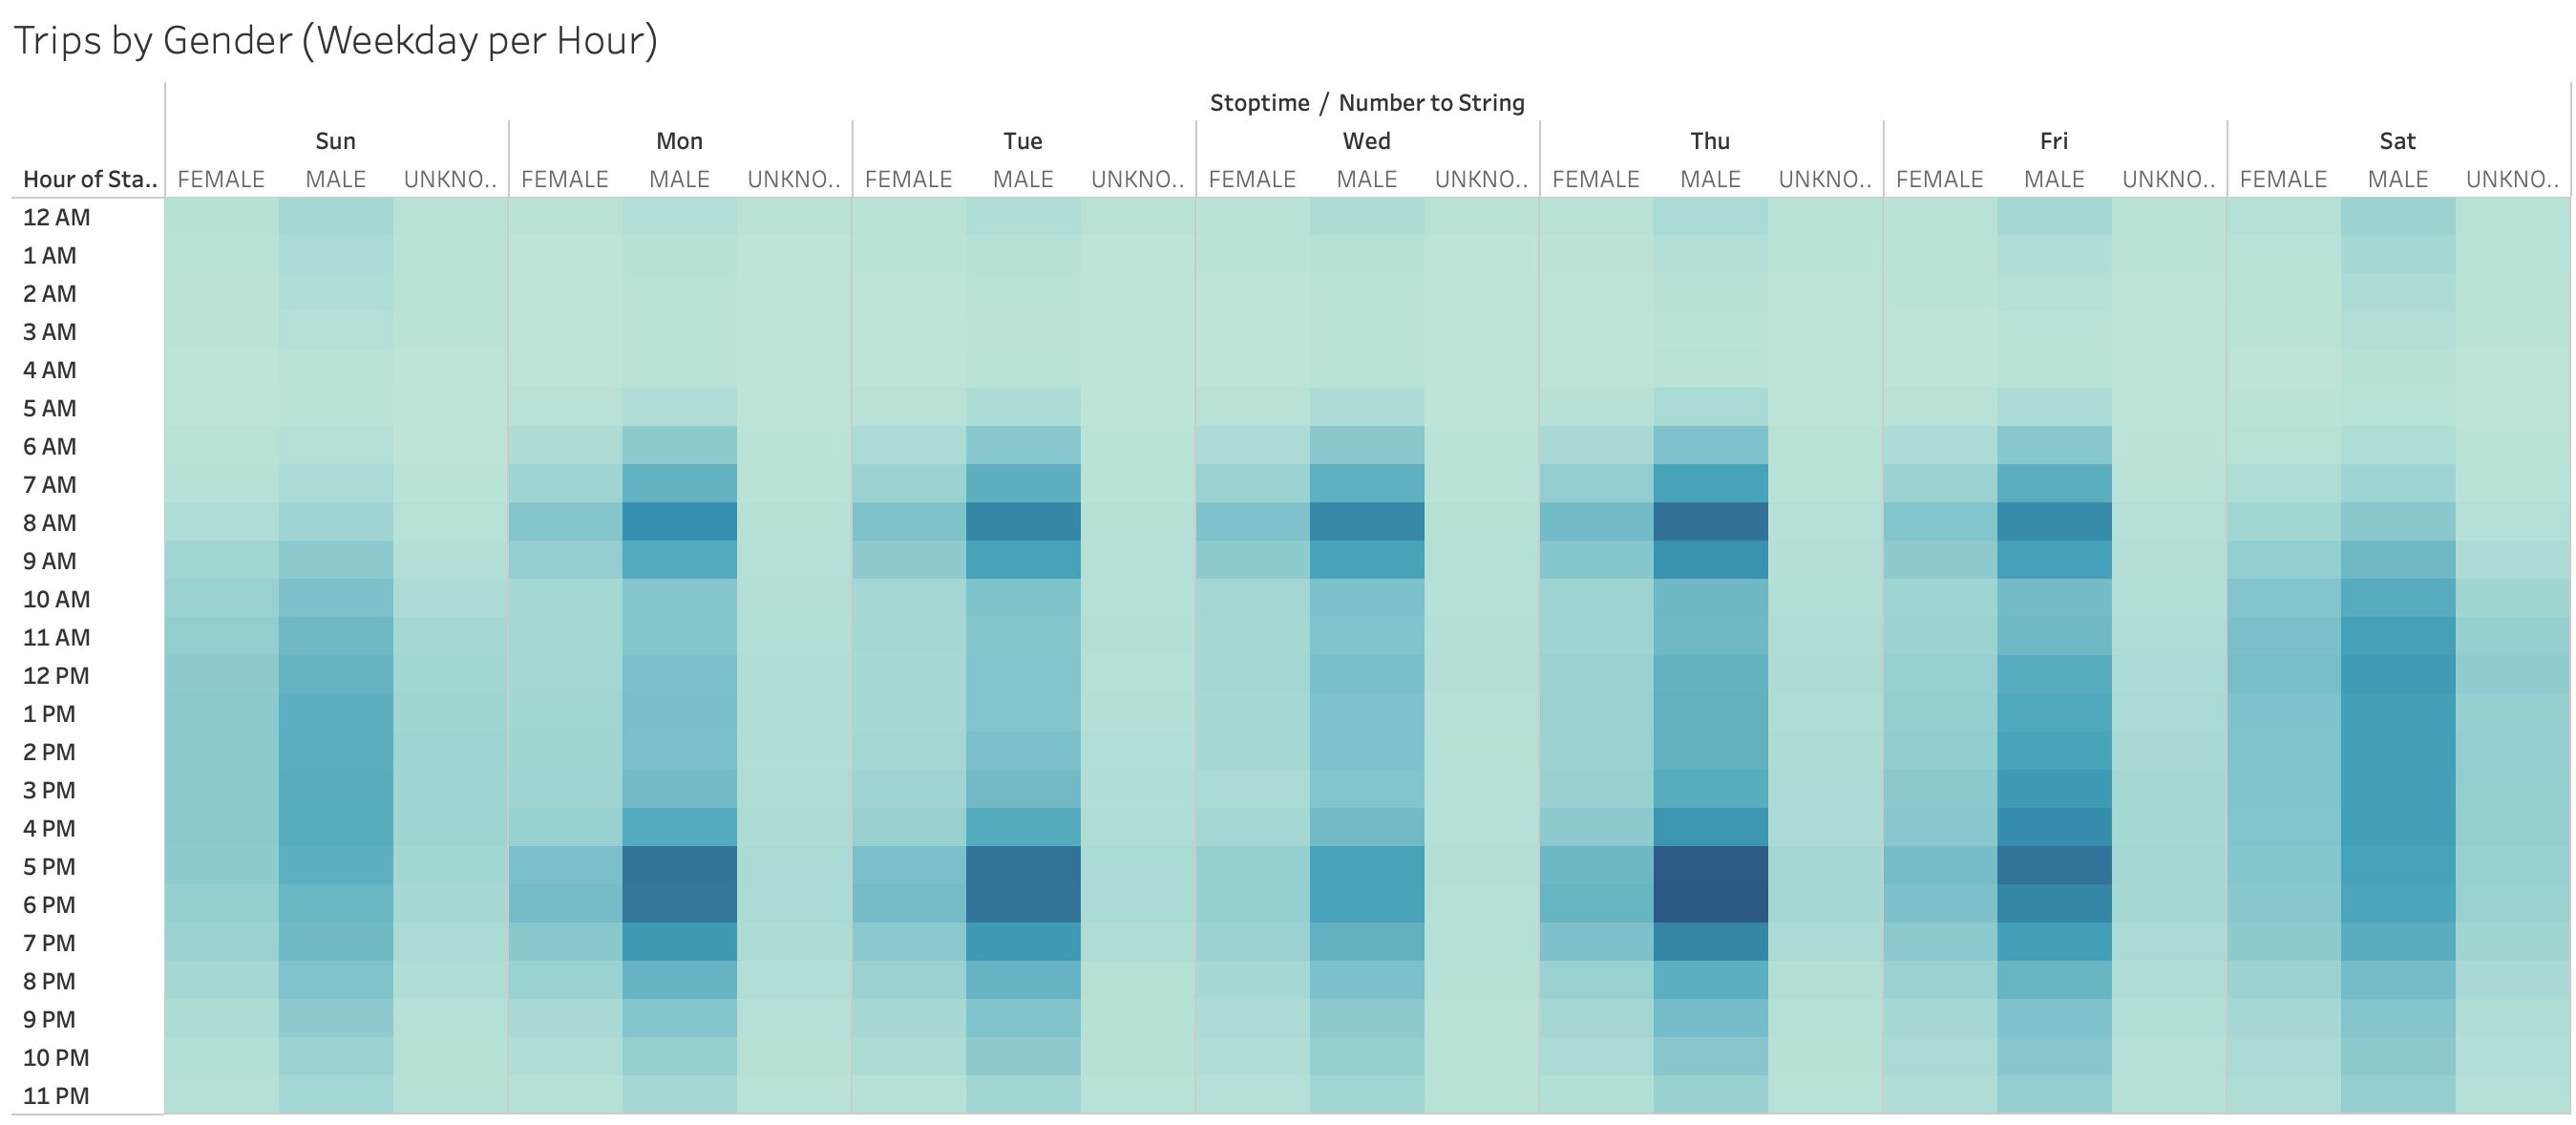 Trips by Gender (Weekday per Hour)
Stoptime / Number to String
Sun Mon Tue Wed Thu Fri Sat
Hour of Sta.. FEMALE MALE UNKNO.. FEMALE MALE UNKNO.. FEMALE MALE UNKNO.. FEMALE MALE UNKNO.. FEMALE MALE UNKNO.. FEMALE MALE UNKNO.. FEMALE MALE UNKNO..
12 AM
1 AM
2 AM
3 AM
4 AM
5 AM
6 AM
7 AM
8 AM
9 AM
10 AM
11 AM
12 PM
1 PM
2 PM
3 PM
4 PM
5 PM
6 PM
7 PM
8 PM
9 PM
10 PM
11 PM